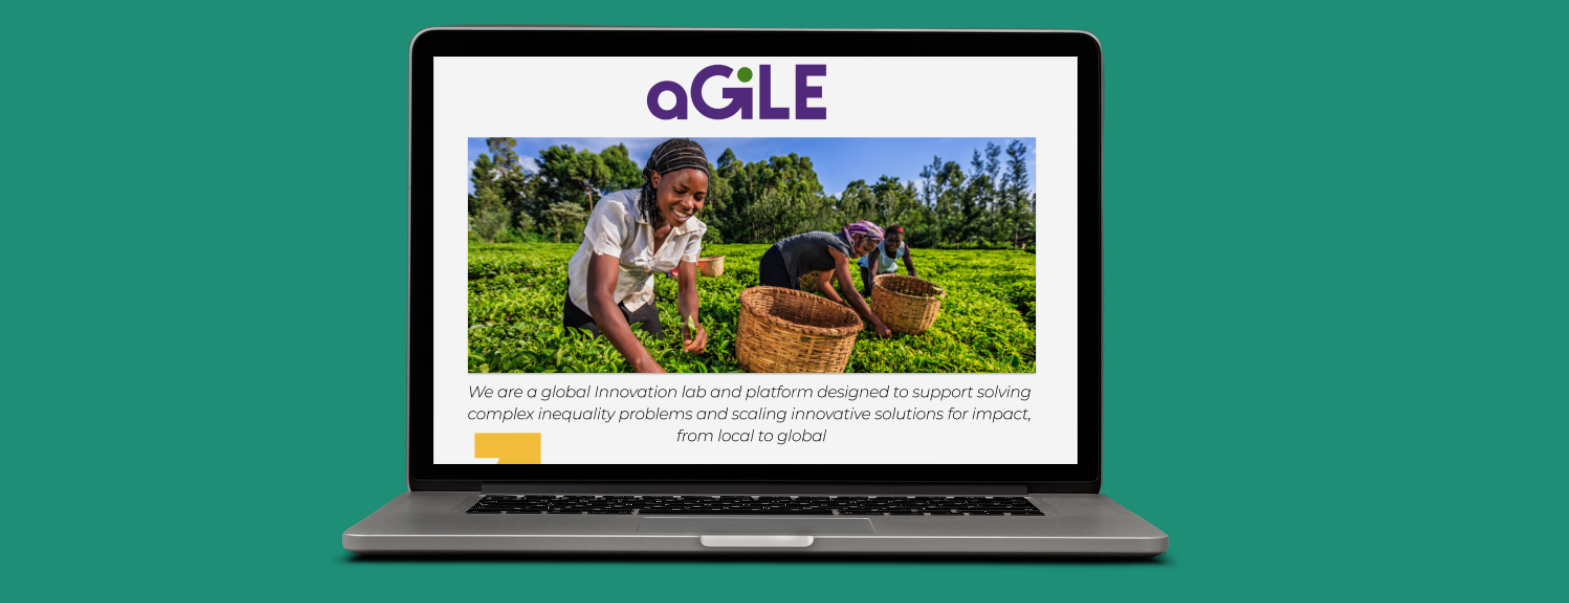 aGiLE
We are a global Innovation lab and platform designed to support solving
complex inequality problems and scaling innovative solutions for impact,
from local to global